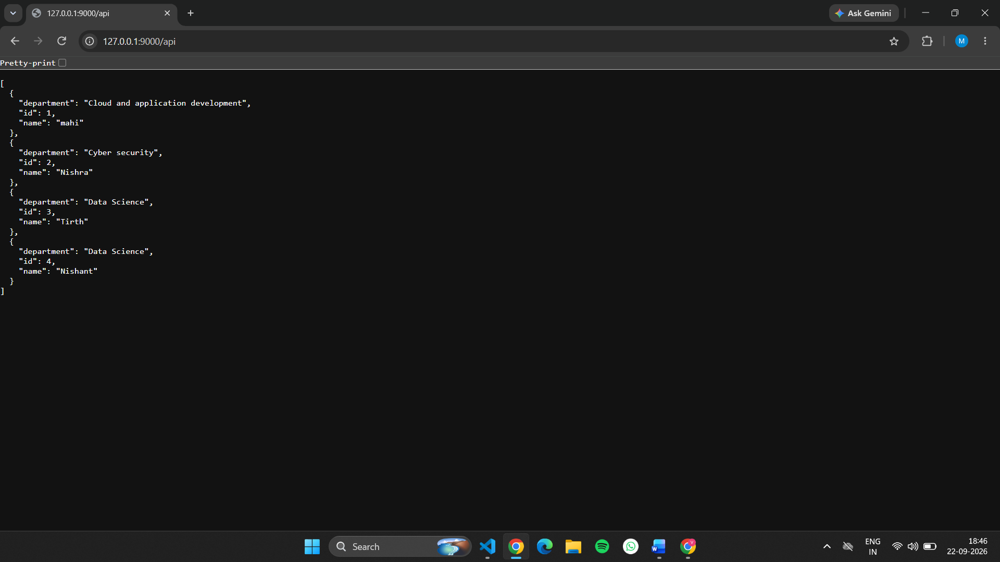 127.0.0.1:9000/api
Ask Gemini
127.0.0.1:9000/api
M
Pretty-print
[
  {
    "department": "Cloud and application development",
    "id": 1,
    "name": "mahi"
  },
  {
    "department": "Cyber security",
    "id": 2,
    "name": "Nishra"
  },
  {
    "department": "Data Science",
    "id": 3,
    "name": "Tirth"
  },
  {
    "department": "Data Science",
    "id": 4,
    "name": "Nishant"
  }
]
Search
W
V
ENG
IN
18:46
22-09-2026